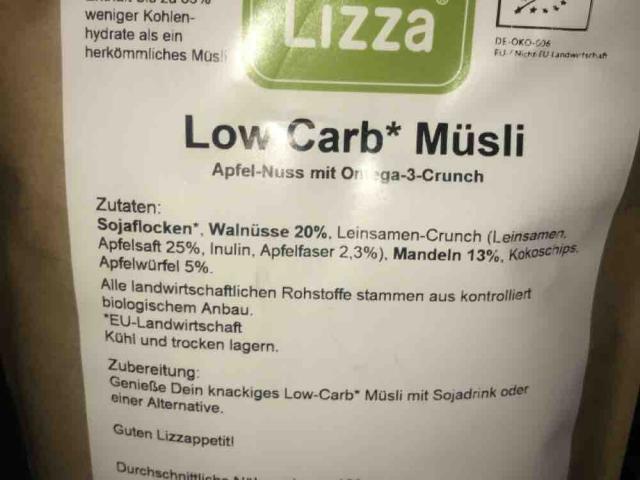 weniger Kohlen-
hydrate als ein
herkömmliches Müsli
Lizza
DE-ÖKO-006
EU-/Nicht-EU Landwirtschaft
Low Carb* Müsli
Apfel-Nuss mit Omega-3-Crunch
Zutaten:
Sojaflocken*, Walnüsse 20%, Leinsamen-Crunch (Leinsamen,
Apfelsaft 25%, Inulin, Apfelfaser 2,3%), Mandeln 13%, Kokoschips,
Apfelwürfel 5%.
Alle landwirtschaftlichen Rohstoffe stammen aus kontrolliert
biologischem Anbau.
*EU-Landwirtschaft
Kühl und trocken lagern.
Zubereitung:
Genieße Dein knackiges Low-Carb* Müsli mit Sojadrink oder
einer Alternative.
Guten Lizzappetit!
Durchschnittliche